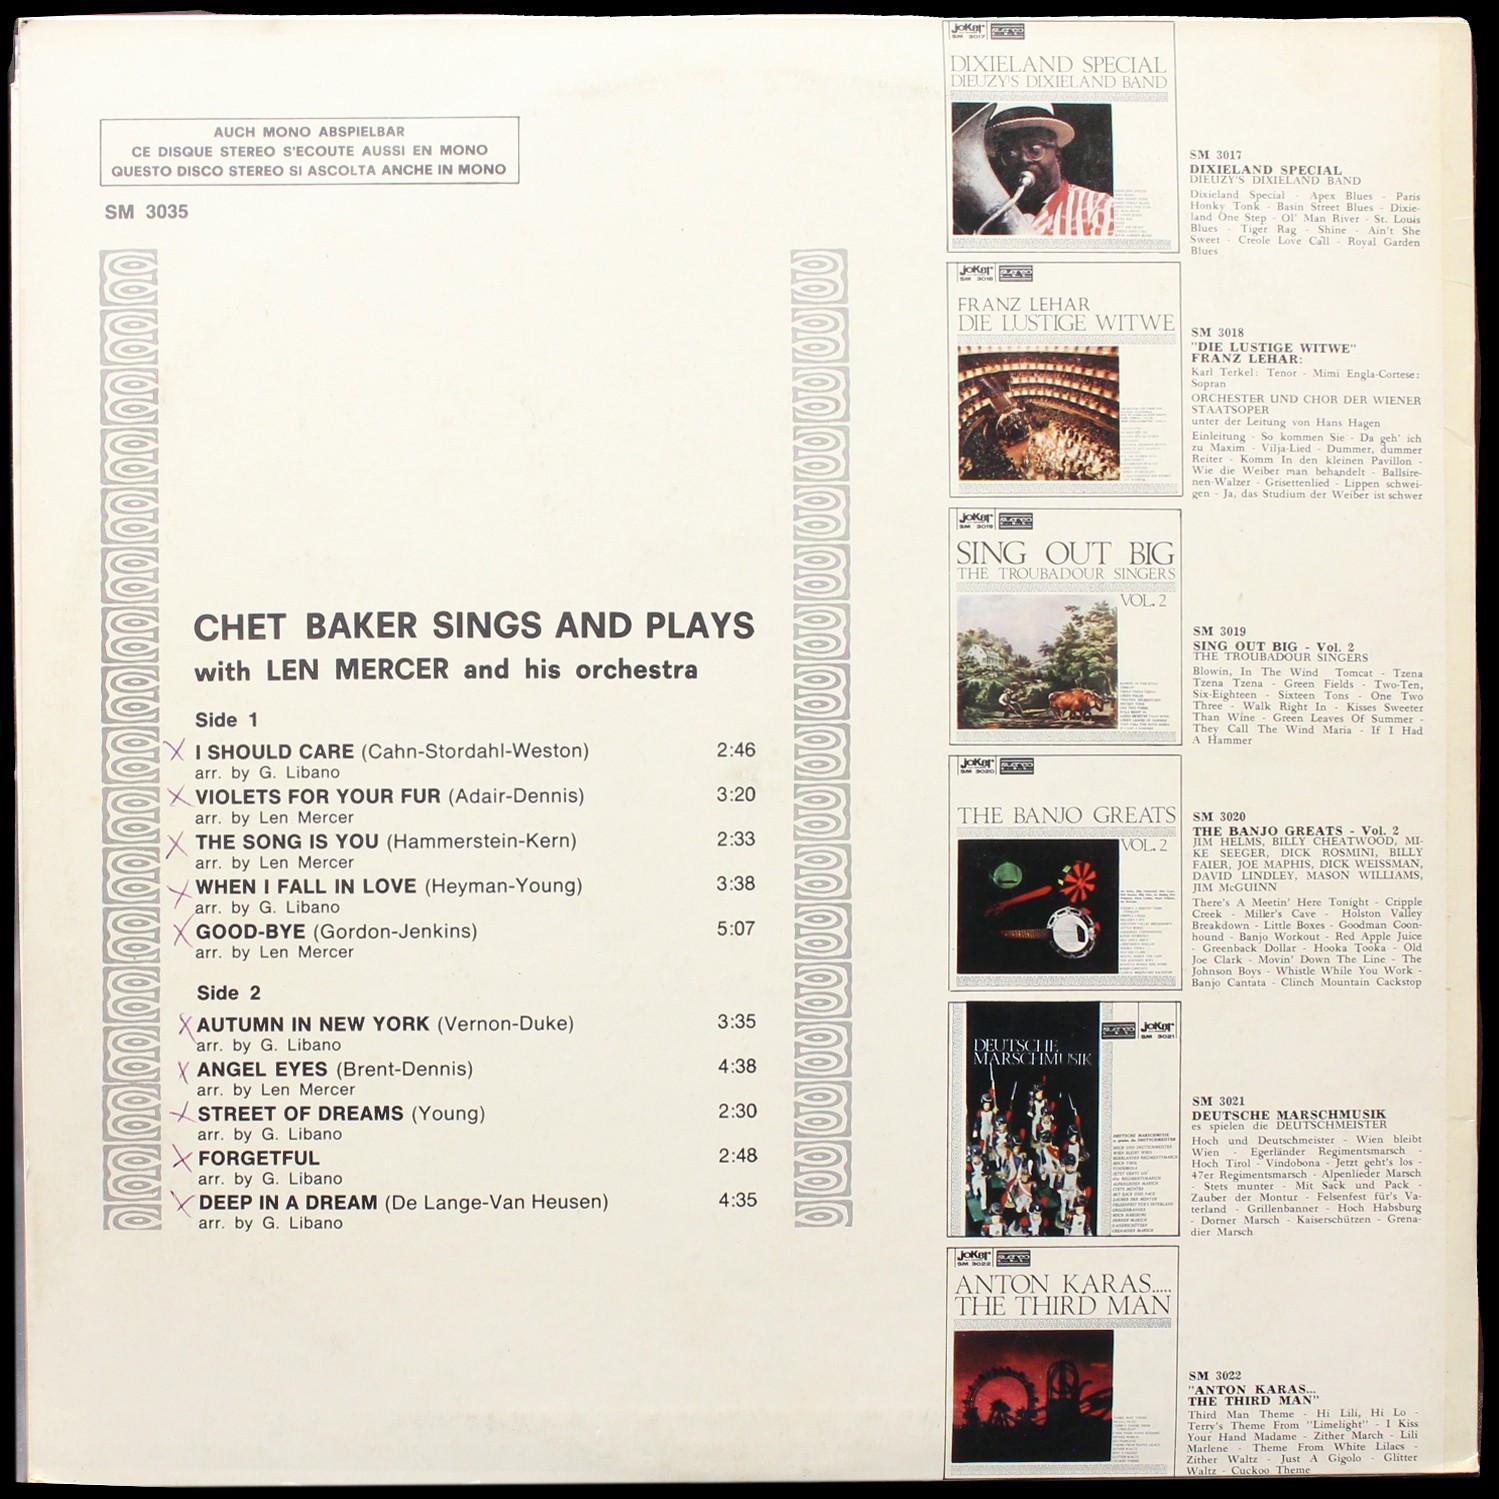 AUCH MONO ABSPIELBAR
CE DISQUE STEREO S'ECOUTE AUSSI EN MONO
QUESTO DISCO STEREO SI ASCOLTA ANCHE IN MONO
SM 3035
CHET BAKER SINGS AND PLAYS
with LEN MERCER and his orchestra
Side 1
I SHOULD CARE (Cahn-Stordahl-Weston) 2:46
arr. by G. Libano
VIOLETS FOR YOUR FUR (Adair-Dennis) 3:20
arr. by Len Mercer
THE SONG IS YOU (Hammerstein-Kern) 2:33
arr. by Len Mercer
WHEN I FALL IN LOVE (Heyman-Young) 3:38
arr. by G. Libano
GOOD-BYE (Gordon-Jenkins) 5:07
arr. by Len Mercer
Side 2
AUTUMN IN NEW YORK (Vernon-Duke) 3:35
arr. by G. Libano
ANGEL EYES (Brent-Dennis) 4:38
arr. by Len Mercer
STREET OF DREAMS (Young) 2:30
arr. by G. Libano
FORGETFUL 2:48
arr. by G. Libano
DEEP IN A DREAM (De Lange-Van Heusen) 4:35
arr. by G. Libano
joker stereo
SM 3017
DIXIELAND SPECIAL
DIEUZY'S DIXIELAND BAND
SM 3017
DIXIELAND SPECIAL
DIEUZY'S DIXIELAND BAND
Dixieland Special - Apex Blues - Paris
Honky Tonk - Basin Street Blues - Dixie-
land One Step - Ol' Man River - St. Louis
Blues - Tiger Rag - Shine - Ain't She
Sweet - Creole Love Call - Royal Garden
Blues
joker stereo
SM 3018
FRANZ LEHAR
DIE LUSTIGE WITWE
SM 3018
"DIE LUSTIGE WITWE"
FRANZ LEHAR:
Karl Terkel: Tenor - Mimi Engla-Cortese:
Sopran
ORCHESTER UND CHOR DER WIENER
STAATSOPER
unter der Leitung von Hans Hagen
Einleitung - So kommen Sie - Da geh' ich
zu Maxim - Vilja-Lied - Dummer, dummer
Reiter - Komm In den kleinen Pavillon -
Wie die Weiber man behandelt - Ballsire-
nen-Walzer - Grisettenlied - Lippen schwei-
gen - Ja, das Studium der Weiber ist schwer
joker stereo
SM 3019
SING OUT BIG
THE TROUBADOUR SINGERS
VOL. 2
SM 3019
SING OUT BIG - Vol. 2
THE TROUBADOUR SINGERS
Blowin, In The Wind Tomcat - Tzena
Tzena Tzena - Green Fields - Two-Ten,
Six-Eighteen - Sixteen Tons - One Two
Three - Walk Right In - Kisses Sweeter
Than Wine - Green Leaves Of Summer -
They Call The Wind Maria - If I Had
A Hammer
joker stereo
SM 3020
THE BANJO GREATS
VOL. 2
SM 3020
THE BANJO GREATS - Vol. 2
JIM HELMS, BILLY CHEATWOOD, MI-
KE SEEGER, DICK ROSMINI, BILLY
FAIER, JOE MAPHIS, DICK WEISSMAN,
DAVID LINDLEY, MASON WILLIAMS,
JIM McGUINN
There's A Meetin' Here Tonight - Cripple
Creek - Miller's Cave - Holston Valley
Breakdown - Little Boxes - Goodman Coon-
hound - Banjo Workout - Red Apple Juice
- Greenback Dollar - Hooka Tooka - Old
Joe Clark - Movin' Down The Line - The
Johnson Boys - Whistle While You Work -
Banjo Cantata - Clinch Mountain Cackstop
stereo joker
SM 3021
DEUTSCHE
MARSCHMUSIK
SM 3021
DEUTSCHE MARSCHMUSIK
es spielen die DEUTSCHMEISTER
Hoch und Deutschmeister - Wien bleibt
Wien - Egerländer Regimentsmarsch -
Hoch Tirol - Vindobona - Jetzt geht's los -
47er Regimentsmarsch - Alpenlieder Marsch
- Stets munter - Mit Sack und Pack -
Zauber der Montur - Felsenfest für's Va-
terland - Grillenbanner - Hoch Habsburg
- Dorner Marsch - Kaiserschützen - Grena-
dier Marsch
joker stereo
SM 3022
ANTON KARAS.....
THE THIRD MAN
SM 3022
"ANTON KARAS...
THE THIRD MAN"
Third Man Theme - Hi Lili, Hi Lo -
Terry's Theme From "Limelight" - I Kiss
Your Hand Madame - Zither March - Lili
Marlene - Theme From White Lilacs -
Zither Waltz - Just A Gigolo - Glitter
Waltz - Cuckoo Theme